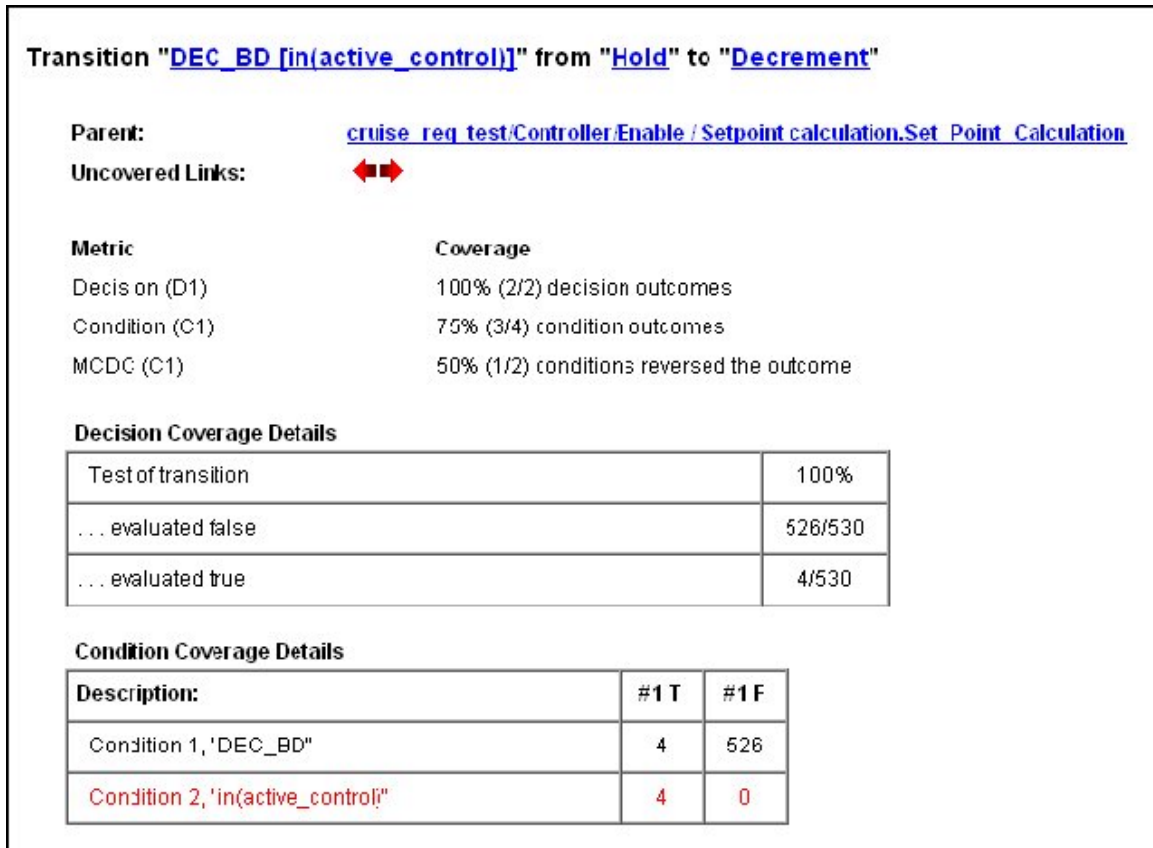 Transition "DEC_BD [in(active_control)]" from "Hold" to "Decrement"
Parent: cruise_req_test/Controller/Enable / Setpoint calculation.Set_Point_Calculation
Uncovered Links:
Metric Coverage
Decision (D1) 100% (2/2) decision outcomes
Condition (C1) 75% (3/4) condition outcomes
MCDC (C1) 50% (1/2) conditions reversed the outcome
Decision Coverage Details
Test of transition 100%
. . . evaluated false 526/530
. . . evaluated true 4/530
Condition Coverage Details
Description: #1 T #1 F
Condition 1, "DEC_BD" 4 526
Condition 2, "in(active_control)" 4 0